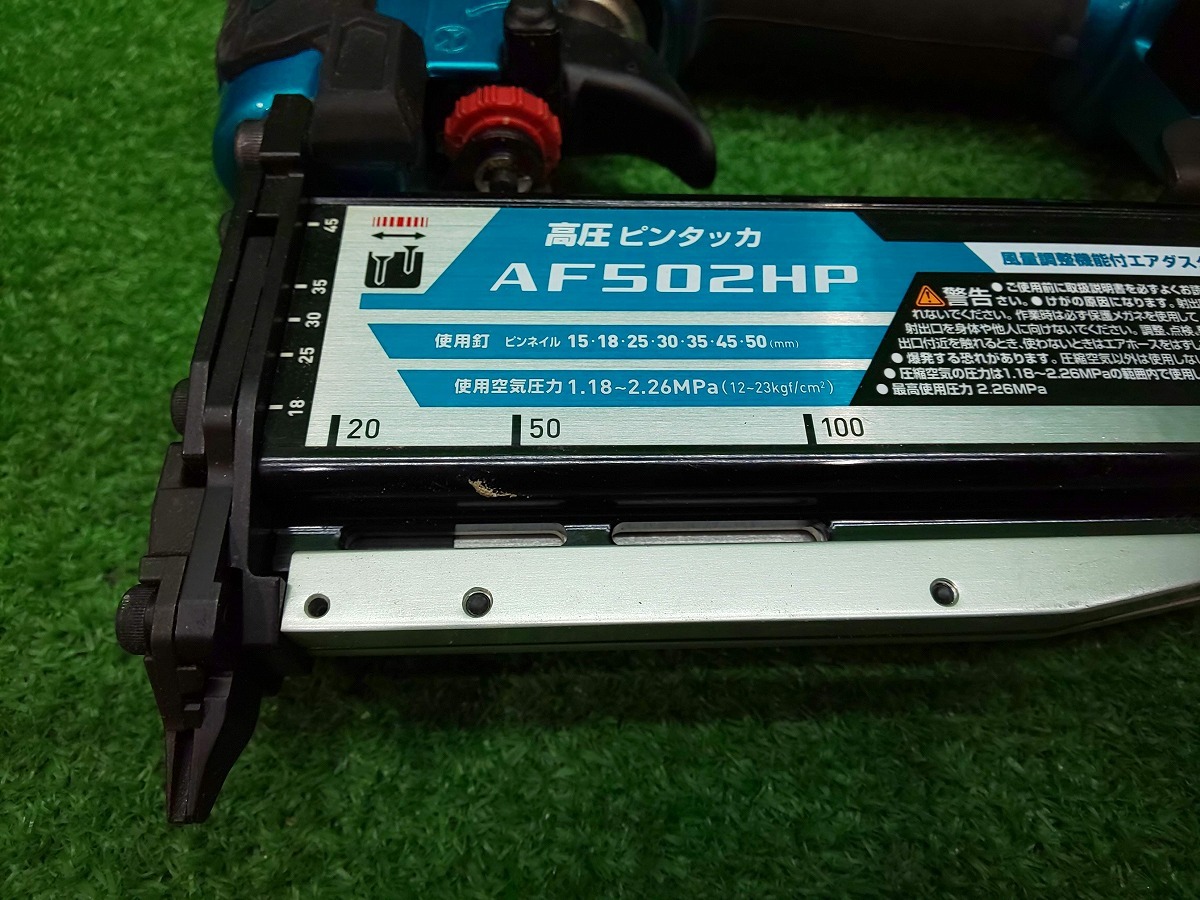 高圧 ピンタッカ
AF502HP
使用釘 ピンネイル 15·18·25·30·35·45·50(mm)
使用空気圧力 1.18～2.26MPa(12~23kgf/cm²)
20 50 100
45
35
30
25
18
風量調整機能付エアダスタ
警告
● ご使用前に取扱説明書を必ずよくお読
さい。● けがの原因になります。射出
れないでください。作業時は必ず保護メガネを使用して
射出口を身体や他人に向けないでください。調整、点検
出口付近を触れるとき、使わないときはエアホースをはずし
● 爆発する恐れがあります。圧縮空気以外は使用しな
● 圧縮空気の圧力は1.18～2.26MPaの範囲内で使用し
● 最高使用圧力 2.26MPa